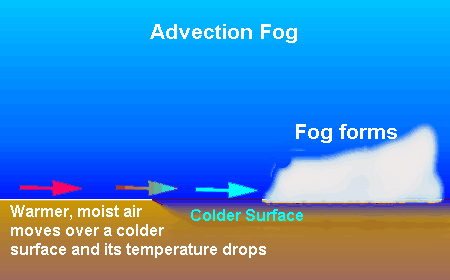 Advection Fog
Fog forms
Warmer, moist air
moves over a colder
surface and its temperature drops
Colder Surface